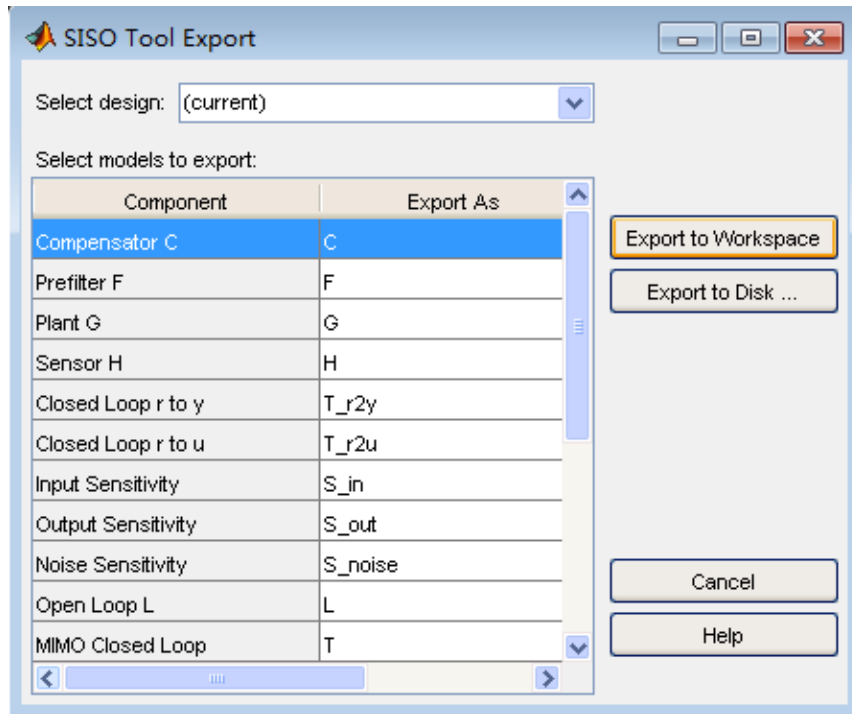 SISO Tool Export
Select design: (current)
Select models to export:
Component Export As
Compensator C C
Prefilter F F
Plant G G
Sensor H H
Closed Loop r to y T_r2y
Closed Loop r to u T_r2u
Input Sensitivity S_in
Output Sensitivity S_out
Noise Sensitivity S_noise
Open Loop L L
MIMO Closed Loop T
Export to Workspace
Export to Disk ...
Cancel
Help